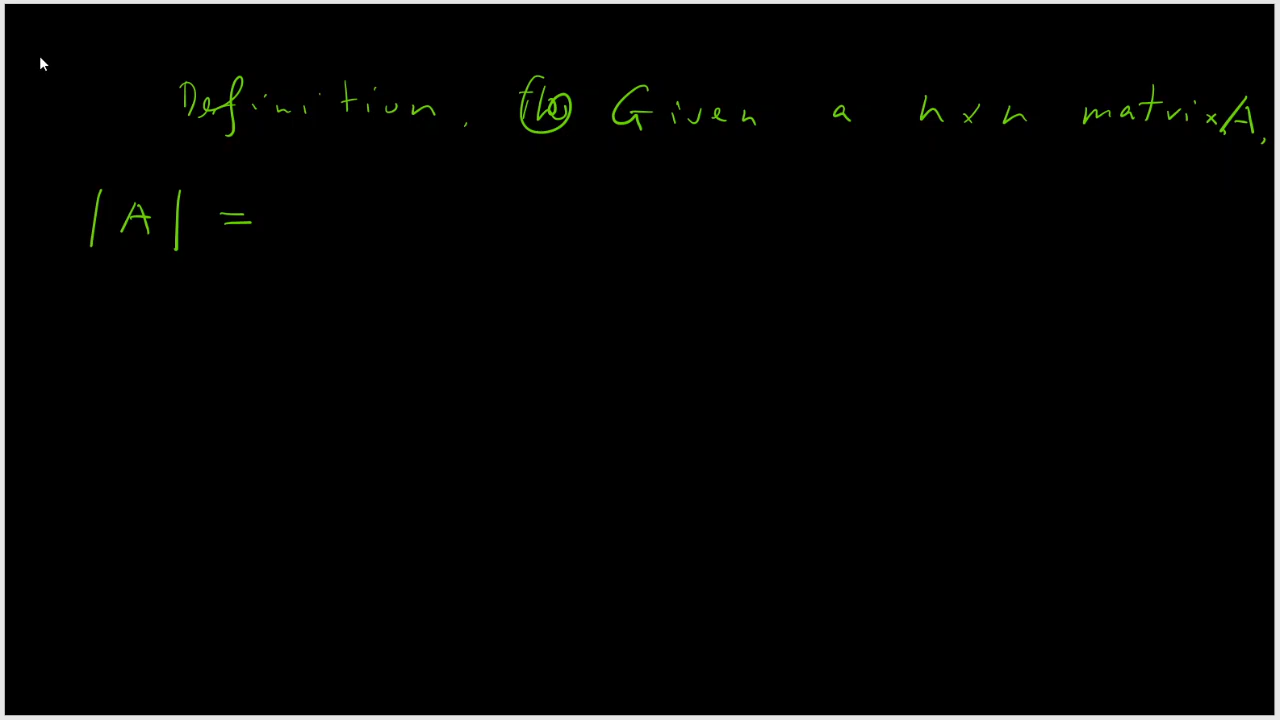 Definition. Given a n x n matrix A.
|A| =